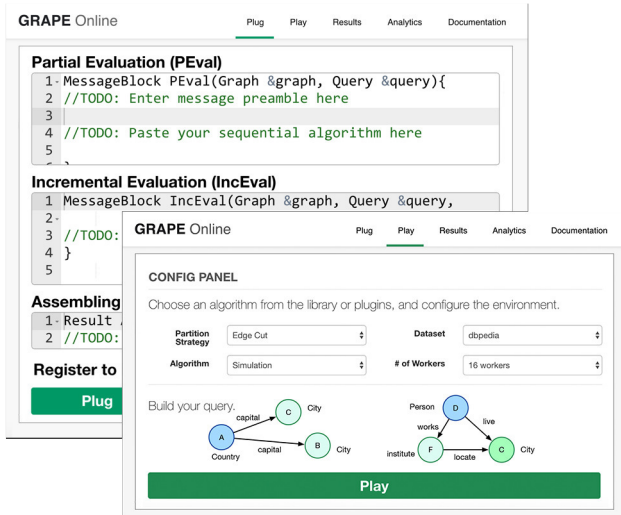 GRAPE Online
Plug Play Results Analytics Documentation
Partial Evaluation (PEval)
1 MessageBlock PEval(Graph &graph, Query &query){
2 //TODO: Enter message preamble here
3
4 //TODO: Paste your sequential algorithm here
5
Incremental Evaluation (IncEval)
1 MessageBlock IncEval(Graph &graph, Query &query,
2
3 //TODO:
4 }
5
Assembling
1 Result
2 //TODO:
Register to
Plug
GRAPE Online
Plug Play Results Analytics Documentation
CONFIG PANEL
Choose an algorithm from the library or plugins, and configure the environment.
Partition Strategy
Edge Cut
Dataset
dbpedia
Algorithm
Simulation
# of Workers
16 workers
Build your query.
capital
C
City
A
Country
capital
B
City
Person
D
works
live
institute
F
locate
C
City
Play